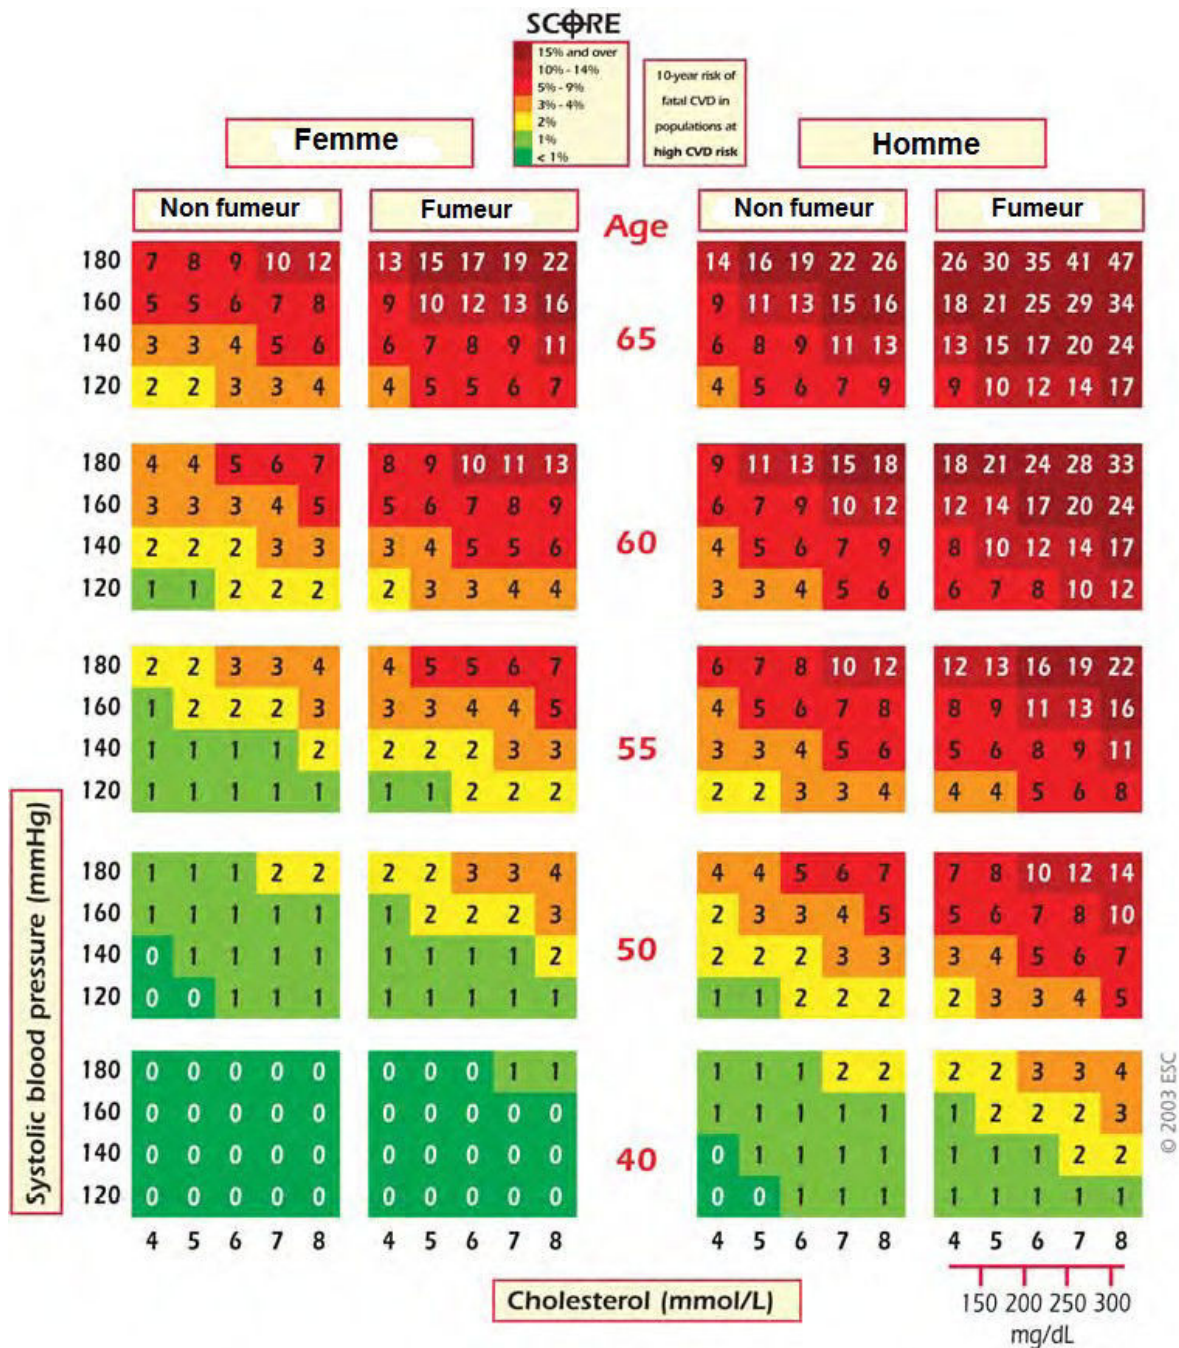 SCORE
15% and over
10% - 14%
5% - 9%
3% - 4%
2%
1%
< 1%
10-year risk of
fatal CVD in
populations at
high CVD risk
Femme
Homme
Non fumeur Fumeur Age Non fumeur Fumeur
180 7 8 9 10 12 13 15 17 19 22 14 16 19 22 26 26 30 35 41 47
160 5 5 6 7 8 9 10 12 13 16 9 11 13 15 16 18 21 25 29 34
65
140 3 3 4 5 6 6 7 8 9 11 6 8 9 11 13 13 15 17 20 24
120 2 2 3 3 4 4 5 5 6 7 4 5 6 7 9 9 10 12 14 17
180 4 4 5 6 7 8 9 10 11 13 9 11 13 15 18 18 21 24 28 33
160 3 3 3 4 5 5 6 7 8 9 6 7 9 10 12 12 14 17 20 24
60
140 2 2 2 3 3 3 4 5 5 6 4 5 6 7 9 8 10 12 14 17
120 1 1 2 2 2 2 3 3 4 4 3 3 4 5 6 6 7 8 10 12
180 2 2 3 3 4 4 5 5 6 7 6 7 8 10 12 12 13 16 19 22
160 1 2 2 2 3 3 3 4 4 5 4 5 6 7 8 8 9 11 13 16
55
140 1 1 1 1 2 2 2 2 3 3 3 3 4 5 6 5 6 8 9 11
120 1 1 1 1 1 1 1 2 2 2 2 2 3 3 4 4 4 5 6 8
180 1 1 1 2 2 2 2 3 3 4 4 4 5 6 7 7 8 10 12 14
160 1 1 1 1 1 1 2 2 2 3 2 3 3 4 5 5 6 7 8 10
50
140 0 1 1 1 1 1 1 1 1 2 2 2 2 3 3 3 4 5 6 7
120 0 0 1 1 1 1 1 1 1 1 1 1 2 2 2 2 3 3 4 5
180 0 0 0 0 0 0 0 0 1 1 1 1 1 2 2 2 2 3 3 4
160 0 0 0 0 0 0 0 0 0 0 1 1 1 1 1 1 2 2 2 3
40
140 0 0 0 0 0 0 0 0 0 0 0 1 1 1 1 1 1 1 2 2
120 0 0 0 0 0 0 0 0 0 0 0 0 1 1 1 1 1 1 1 1
4 5 6 7 8 4 5 6 7 8 4 5 6 7 8 4 5 6 7 8
Systolic blood pressure (mmHg)
Cholesterol (mmol/L)
150 200 250 300
mg/dL
© 2003 ESC